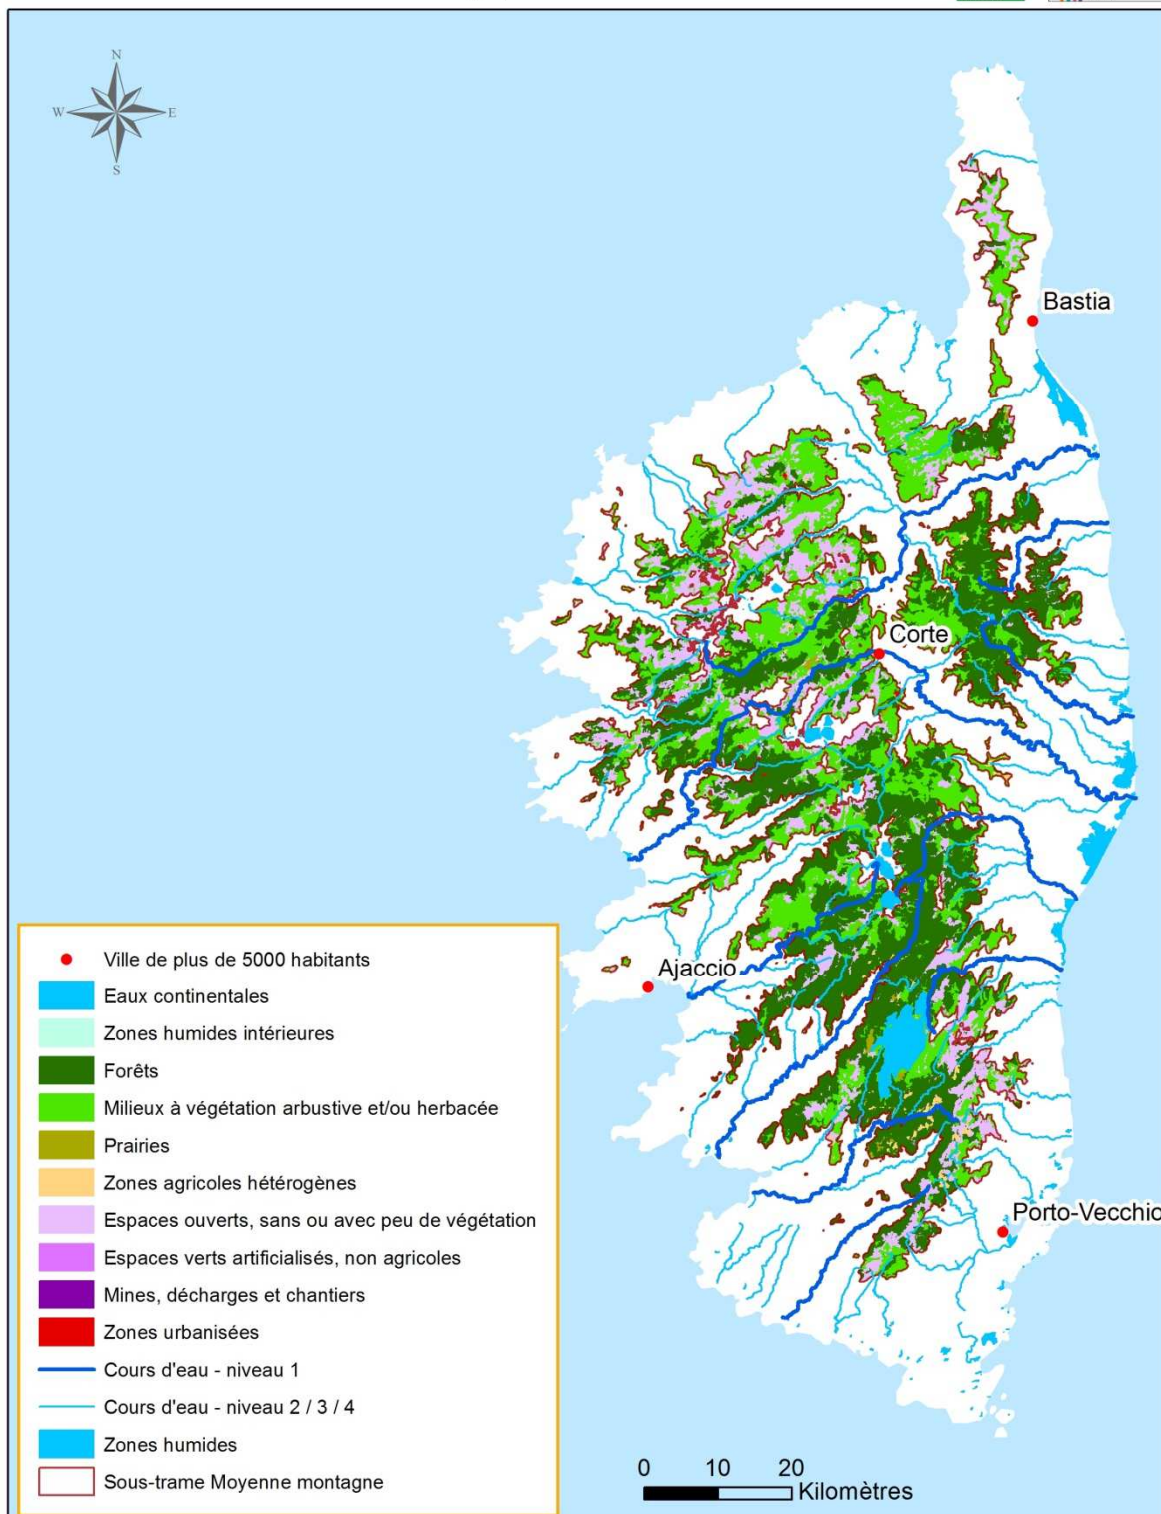 N
W E
S
Bastia
Corte
Ajaccio
Porto-Vecchio
Ville de plus de 5000 habitants
Eaux continentales
Zones humides intérieures
Forêts
Milieux à végétation arbustive et/ou herbacée
Prairies
Zones agricoles hétérogènes
Espaces ouverts, sans ou avec peu de végétation
Espaces verts artificialisés, non agricoles
Mines, décharges et chantiers
Zones urbanisées
Cours d'eau - niveau 1
Cours d'eau - niveau 2 / 3 / 4
Zones humides
Sous-trame Moyenne montagne
0 10 20
Kilomètres